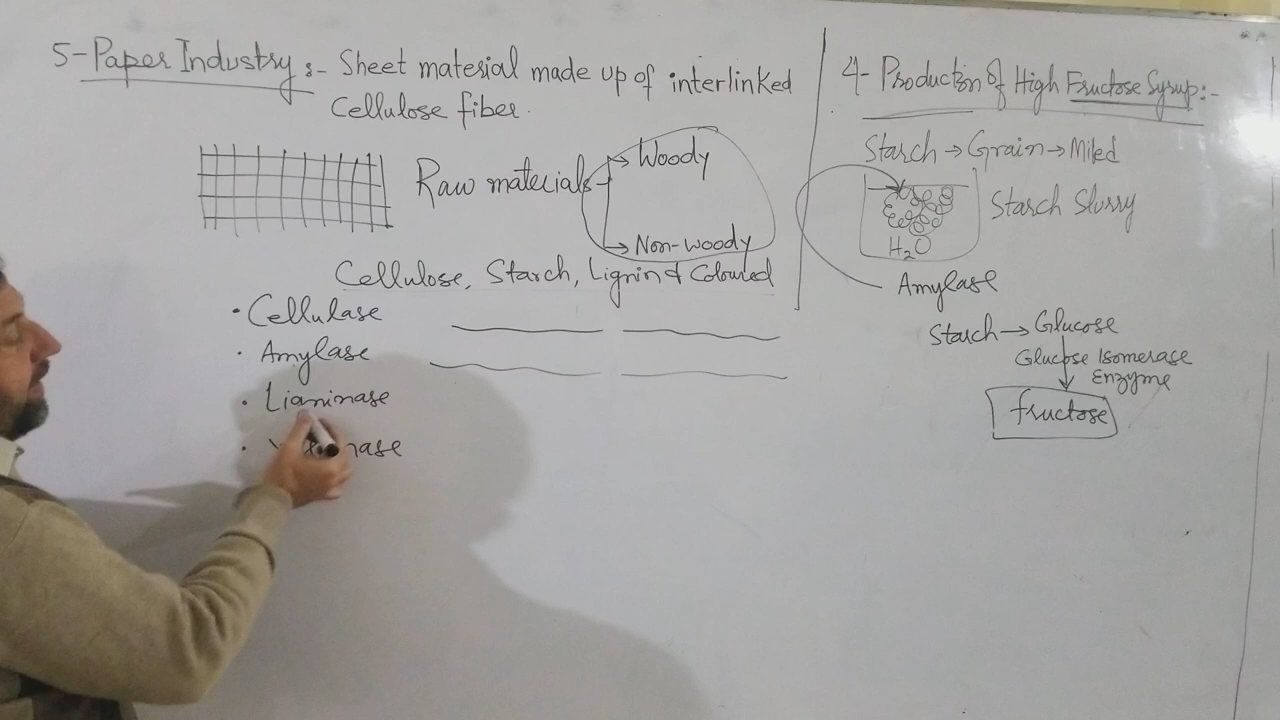 5-Paper Industry :- Sheet material made up of interlinked
Cellulose fiber.
Raw materials
Woody
Non-woody
Cellulose, Starch, Lignin & Coloured
• Cellulase
• Amylase
• Ligninase
4- Production of High Fructose Syrup:-
Starch → Grain → Miled
Starch Slurry
H2O
Amylase
Starch → Glucose
Glucose Isomerase
Enzyme
fructose